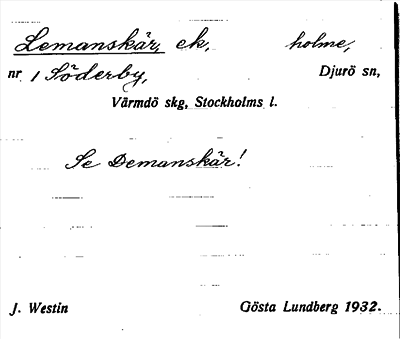 Lemanskär, ek, holme,
nr 1 Söderby, Djurö sn,
Värmdö skg, Stockholms l.
Se Demanskär!
J. Westin Gösta Lundberg 1932.